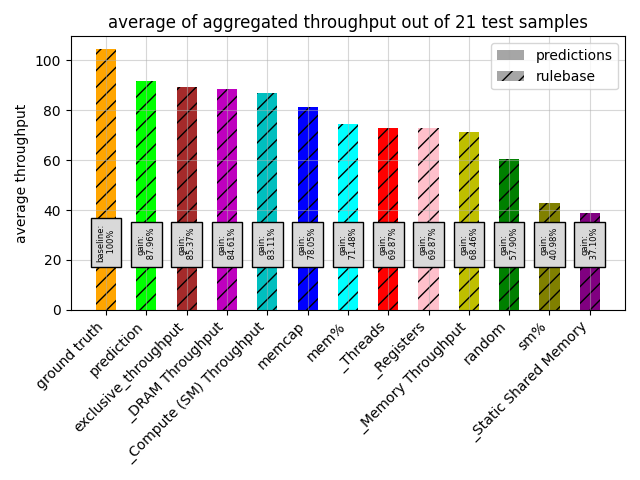 average of aggregated throughput out of 21 test samples
predictions
rulebase
average throughput
100
80
60
40
20
0
baseline:
100%
gain:
87.96%
gain:
85.37%
gain:
84.61%
gain:
83.11%
gain:
78.05%
gain:
71.48%
gain:
69.87%
gain:
69.87%
gain:
68.46%
gain:
57.90%
gain:
40.98%
gain:
37.10%
ground truth
prediction
exclusive_throughput
_DRAM Throughput
_Compute (SM) Throughput
memcap
mem%
_Threads
_Registers
_Memory Throughput
random
sm%
_Static Shared Memory